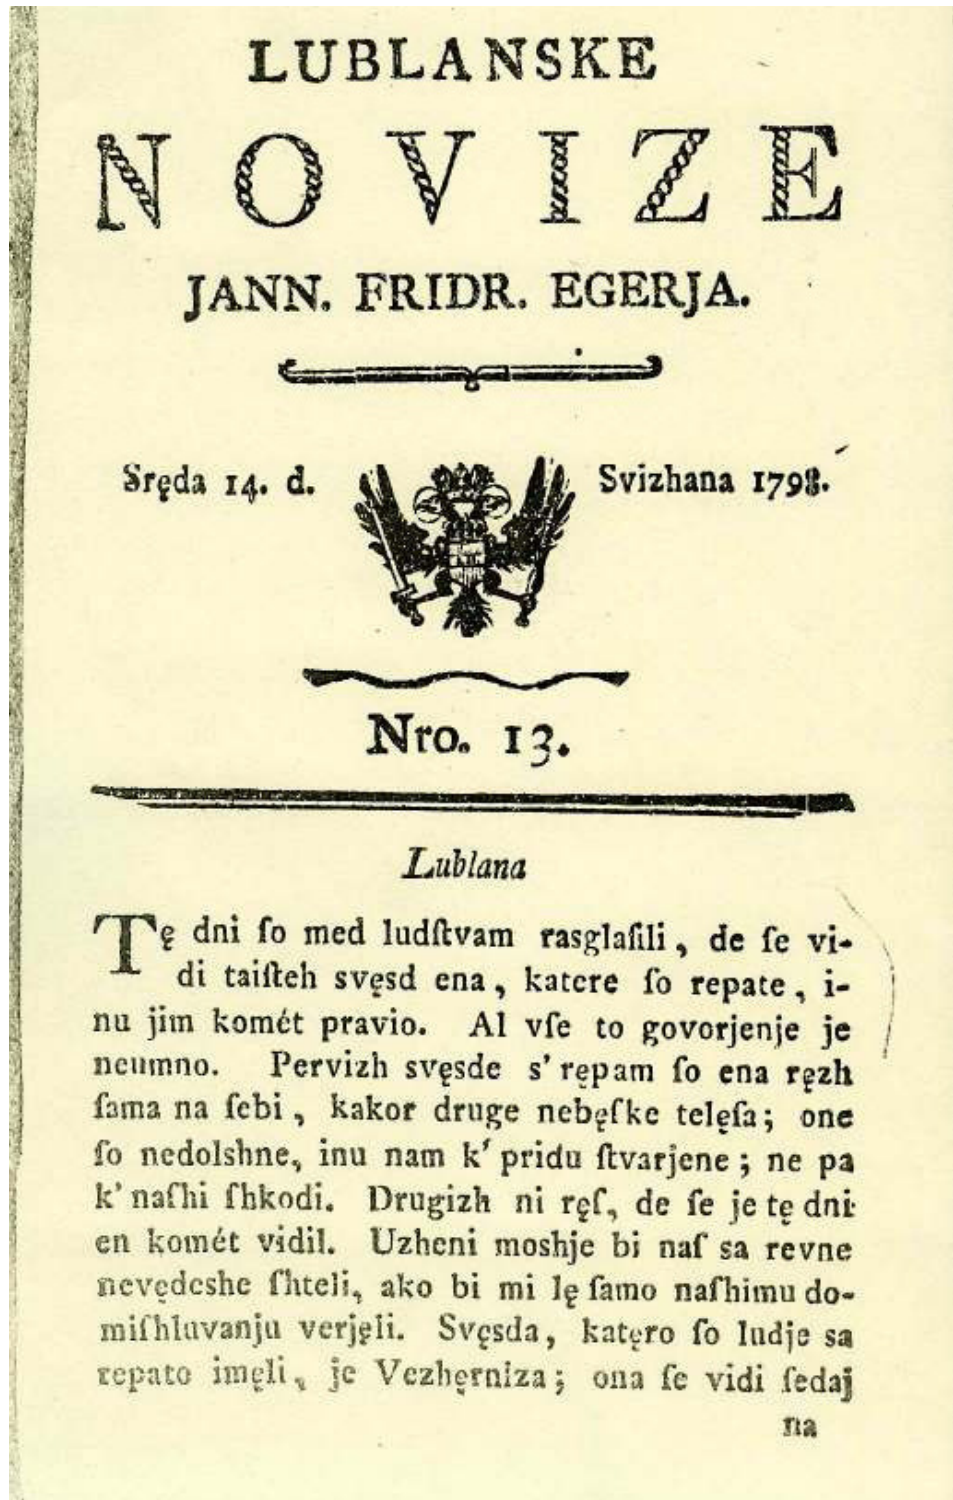 LUBLANSKE
NOVIZE
JANN. FRIDR. EGERJA.
Sręda 14. d. Svizhana 1798.
Nro. 13.
Lublana
Tę dni ſo med ludſtvam rasglaſili, de ſe vi-
di taiſteh svęsd ena, katere ſo repate, i-
nu jim komét pravio. Al vſe to govorjenje je
neumno. Pervizh svęsde s' rępam ſo ena ręzh
ſama na ſebi, kakor druge nebęſke telęſa; one
ſo nedolshne, inu nam k' pridu ſtvarjene; ne pa
k' naſhi ſhkodi. Drugizh ni ręſ, de ſe je tę dni
en komét vidil. Uzheni moshje bi naſ sa revne
nevędeshe ſhteli, ako bi mi lę ſamo naſhimu do-
miſhluvanju verjęli. Svęsda, katęro ſo ludje sa
repato imęli, je Vezhęrniza; ona ſe vidi ſedaj
na